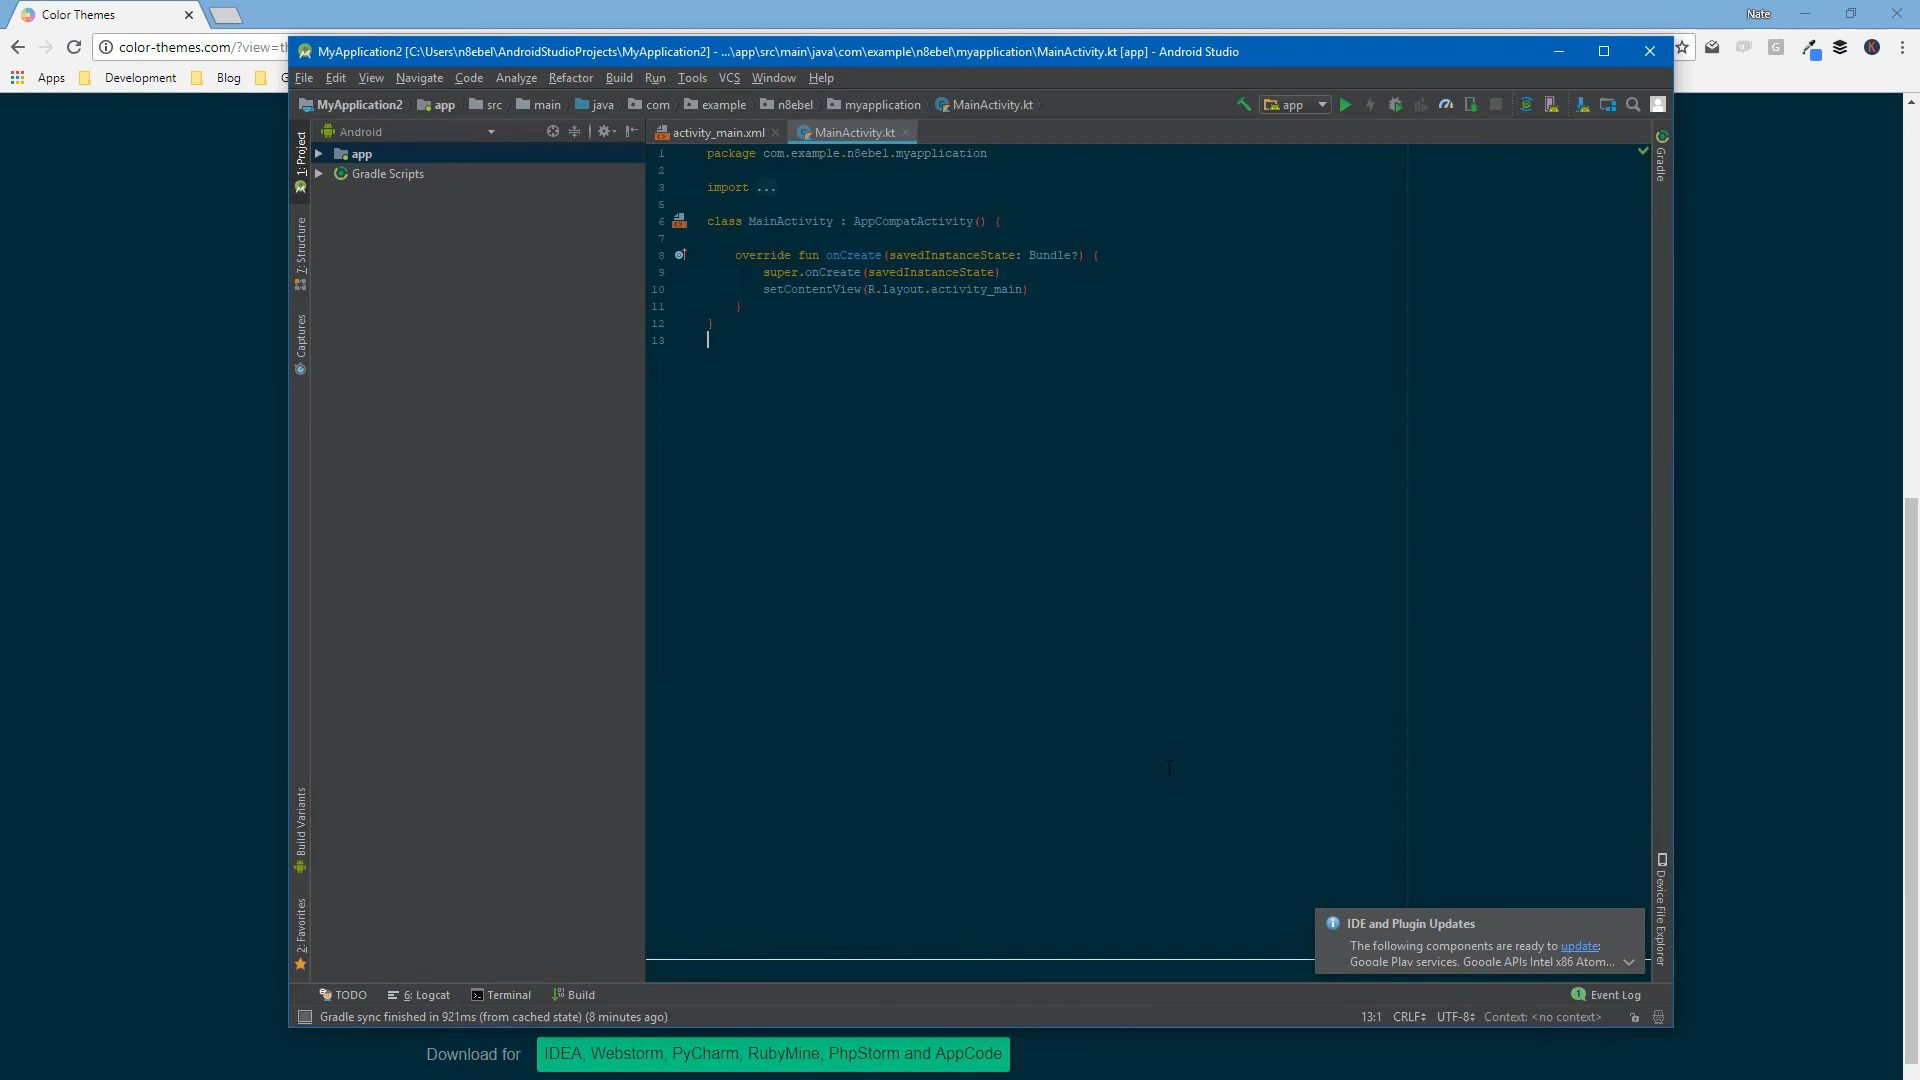 Color Themes
Nate
color-themes.com/?view=th
Apps Development Blog G
MyApplication2 [C:\Users\n8ebel\AndroidStudioProjects\MyApplication2] - ...\app\src\main\java\com\example\n8ebel\myapplication\MainActivity.kt [app] - Android Studio
File Edit View Navigate Code Analyze Refactor Build Run Tools VCS Window Help
MyApplication2 app src main java com example n8ebel myapplication MainActivity.kt app
Android activity_main.xml MainActivity.kt
1: Project
7: Structure
Captures
Build Variants
2: Favorites
app
Gradle Scripts
1 package com.example.n8ebel.myapplication
2
3 import ...
5
6 class MainActivity : AppCompatActivity() {
7
8 override fun onCreate(savedInstanceState: Bundle?) {
9 super.onCreate(savedInstanceState)
10 setContentView(R.layout.activity_main)
11 }
12 }
13
Gradle
Device File Explorer
IDE and Plugin Updates
The following components are ready to update:
Google Play services, Google APIs Intel x86 Atom...
TODO 6: Logcat Terminal Build 1 Event Log
Gradle sync finished in 921ms (from cached state) (8 minutes ago) 13:1 CRLF UTF-8 Context: <no context>
Download for IDEA, Webstorm, PyCharm, RubyMine, PhpStorm and AppCode